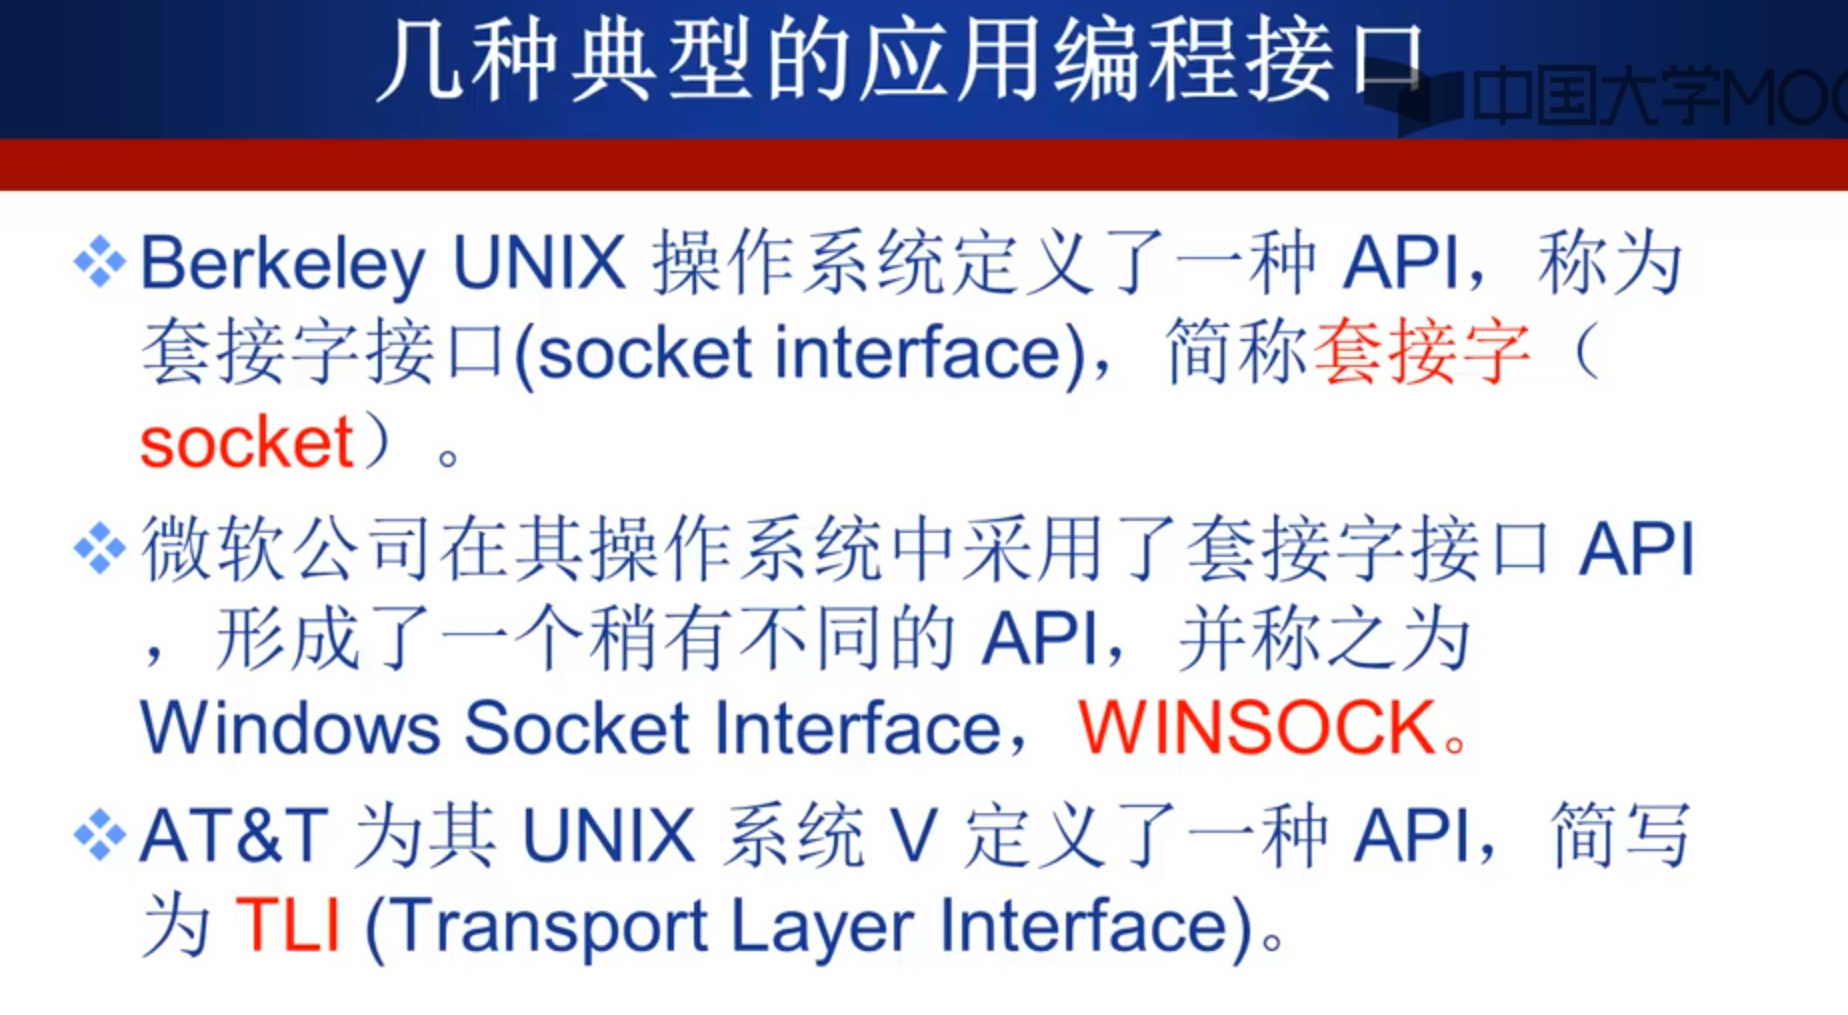 几种典型的应用编程接口
中国大学MOO
Berkeley UNIX 操作系统定义了一种 API，称为
套接字接口(socket interface)，简称套接字（
socket）。
微软公司在其操作系统中采用了套接字接口 API
，形成了一个稍有不同的 API，并称之为
Windows Socket Interface，WINSOCK。
AT&T 为其 UNIX 系统 V 定义了一种 API，简写
为 TLI (Transport Layer Interface)。